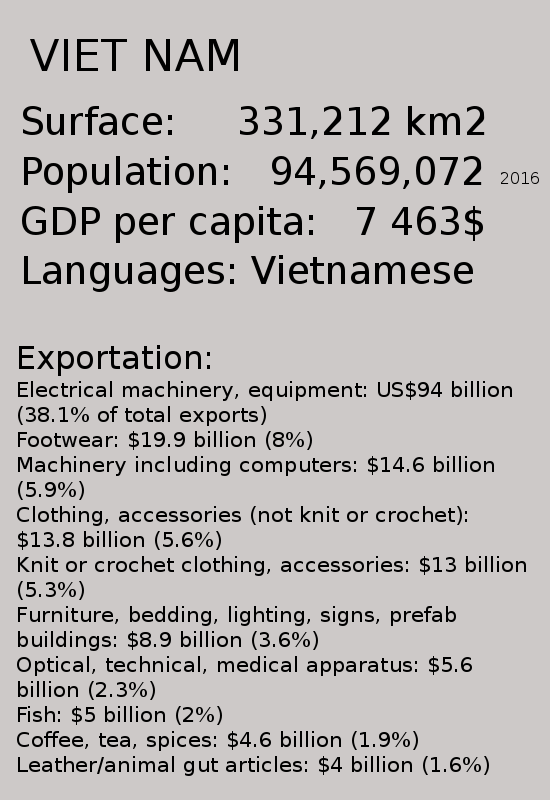 VIET NAM
Surface: 331,212 km2
Population: 94,569,072 2016
GDP per capita: 7 463$
Languages: Vietnamese
Exportation:
Electrical machinery, equipment: US$94 billion
(38.1% of total exports)
Footwear: $19.9 billion (8%)
Machinery including computers: $14.6 billion
(5.9%)
Clothing, accessories (not knit or crochet):
$13.8 billion (5.6%)
Knit or crochet clothing, accessories: $13 billion
(5.3%)
Furniture, bedding, lighting, signs, prefab
buildings: $8.9 billion (3.6%)
Optical, technical, medical apparatus: $5.6
billion (2.3%)
Fish: $5 billion (2%)
Coffee, tea, spices: $4.6 billion (1.9%)
Leather/animal gut articles: $4 billion (1.6%)